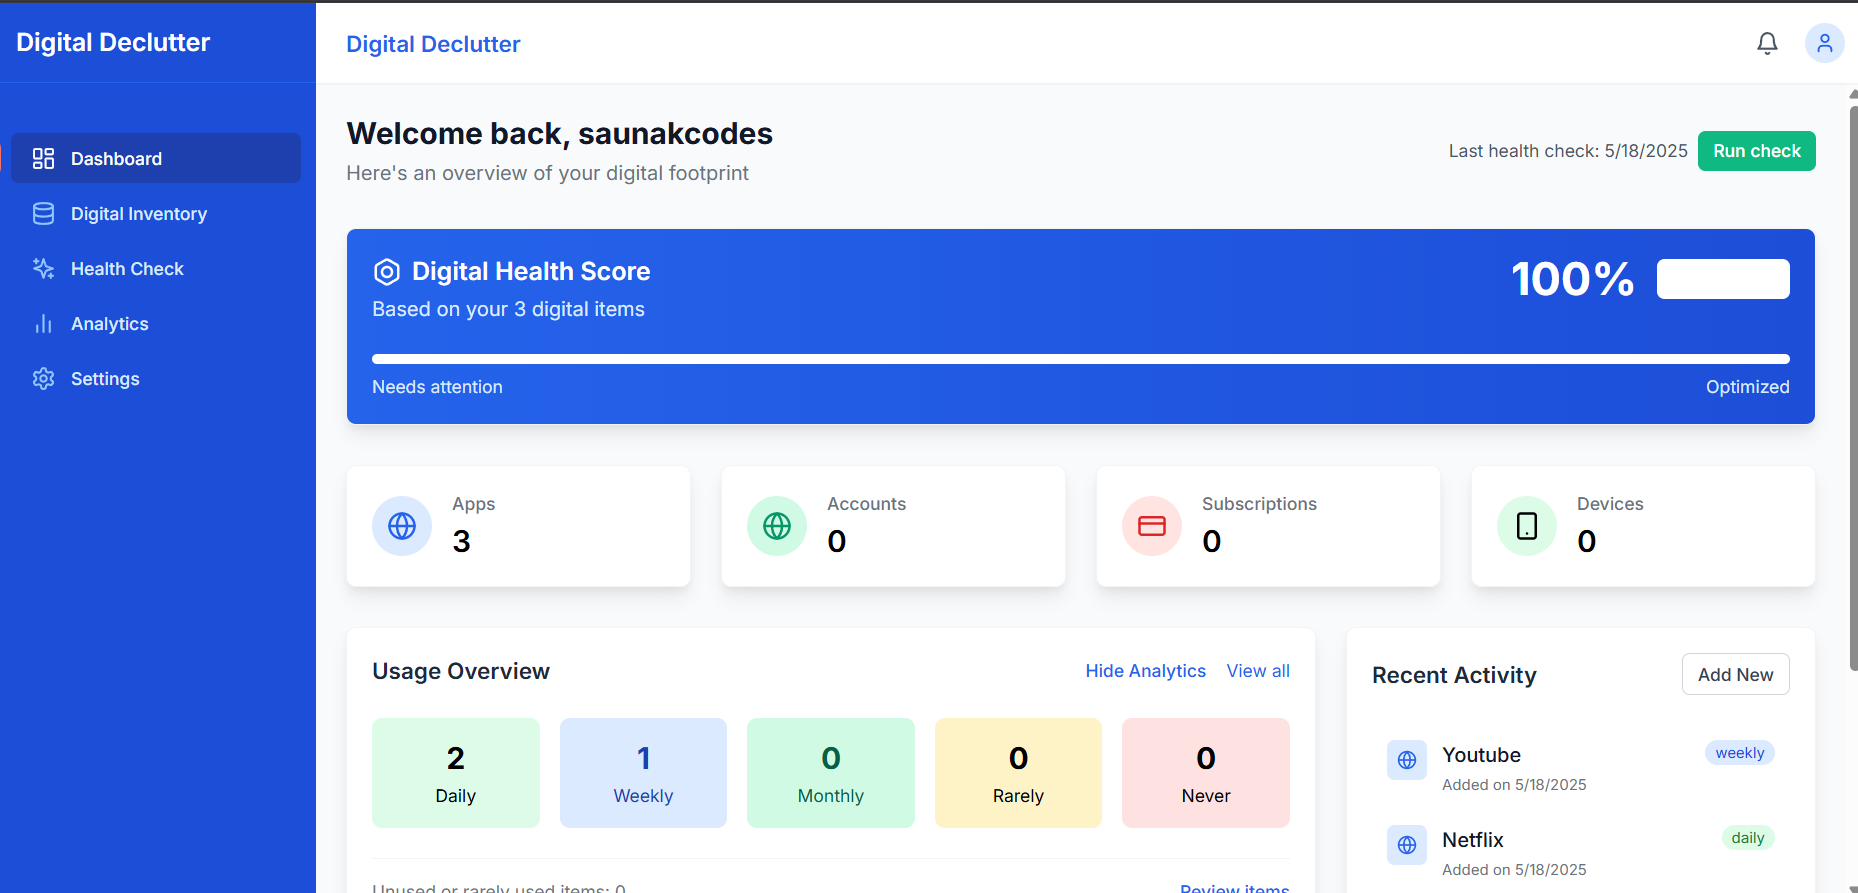 Digital Declutter
Digital Declutter
Dashboard
Digital Inventory
Health Check
Analytics
Settings
Welcome back, saunakcodes
Here's an overview of your digital footprint
Last health check: 5/18/2025
Run check
Digital Health Score
Based on your 3 digital items
100%
Needs attention
Optimized
Apps
3
Accounts
0
Subscriptions
0
Devices
0
Usage Overview
Hide Analytics
View all
2
Daily
1
Weekly
0
Monthly
0
Rarely
0
Never
Unused or rarely used items: 0
Review items
Recent Activity
Add New
Youtube
weekly
Added on 5/18/2025
Netflix
daily
Added on 5/18/2025